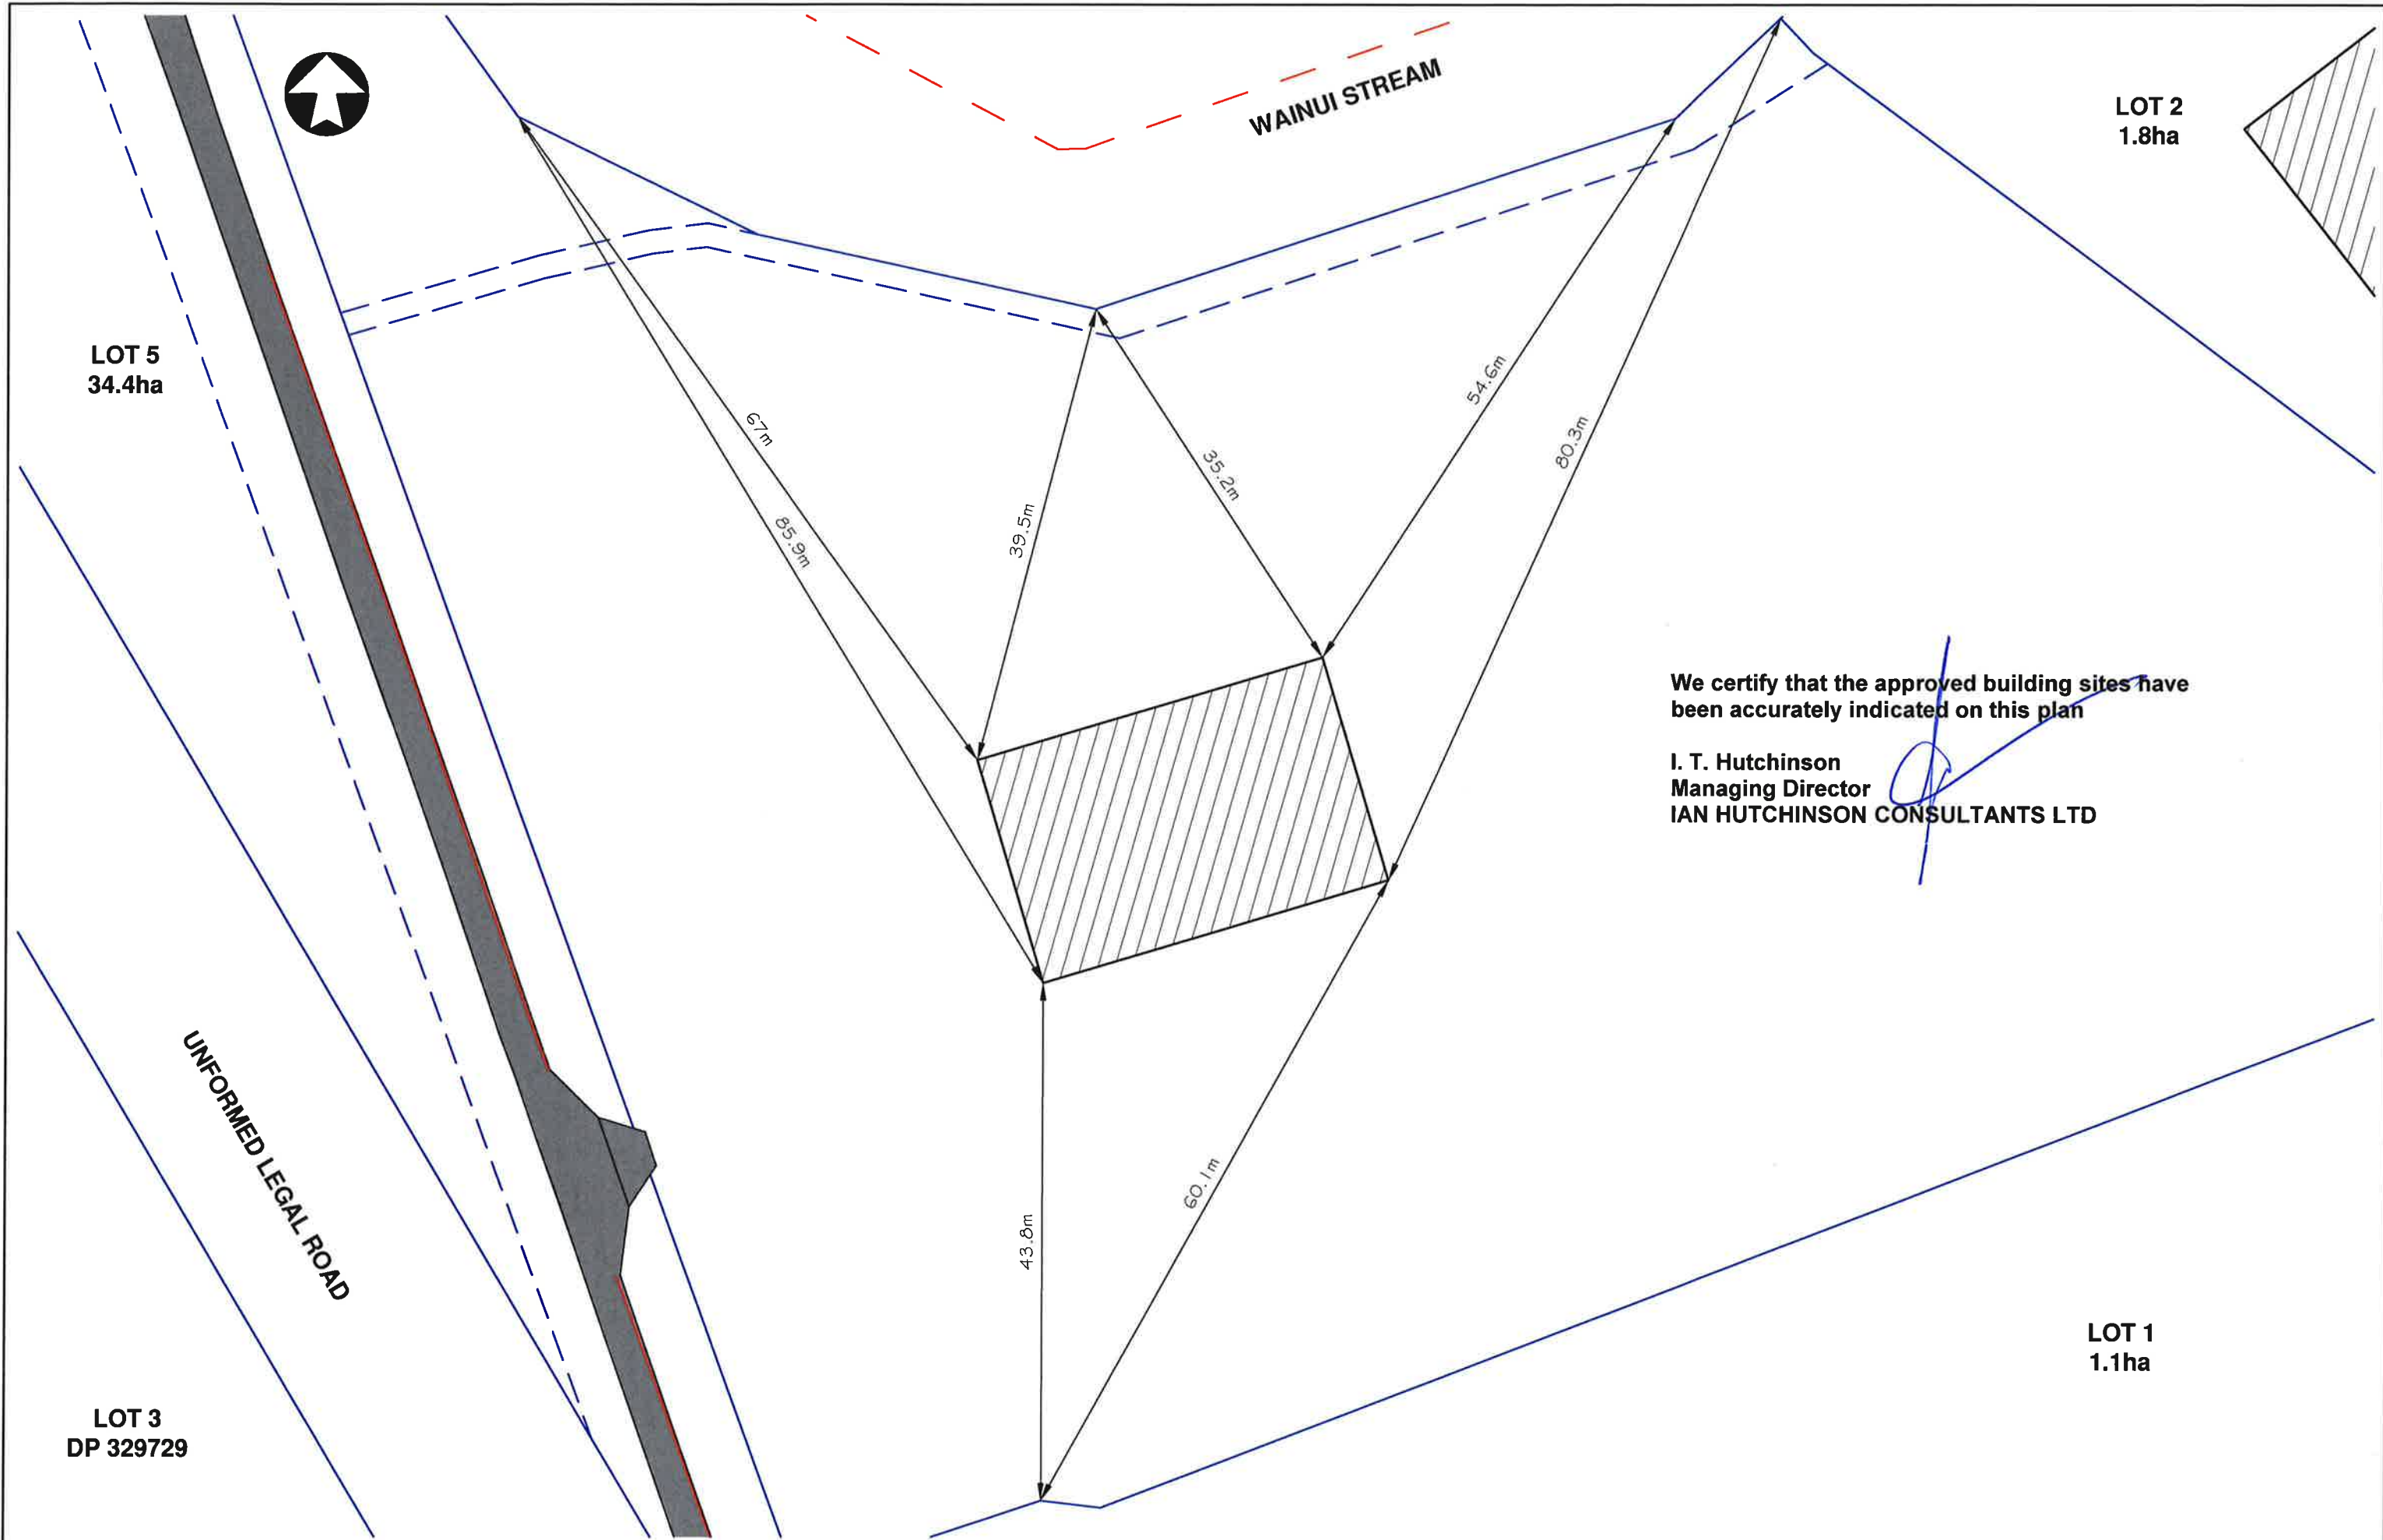 WAINUI STREAM
LOT 2
1.8ha
LOT 5
34.4ha
67m
85.9m
39.5m
35.2m
54.6m
80.3m
We certify that the approved building sites have
been accurately indicated on this plan
I. T. Hutchinson
Managing Director
IAN HUTCHINSON CONSULTANTS LTD
UNFORMED LEGAL ROAD
43.8m
60.1m
LOT 1
1.1ha
LOT 3
DP 329729